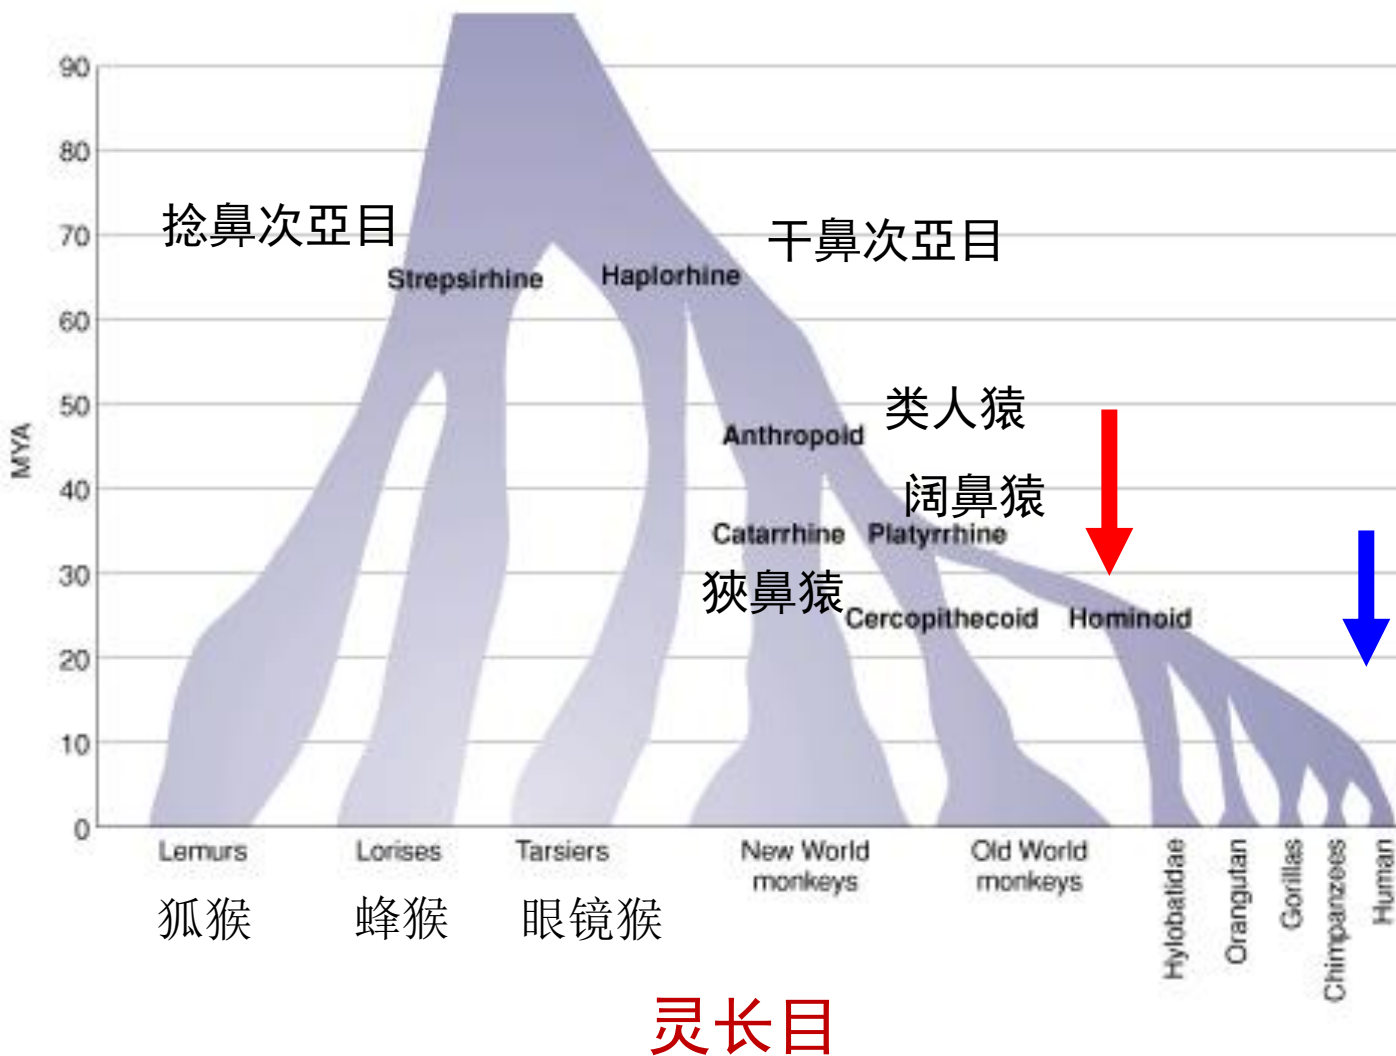 90
80
捻鼻次亞目
70
干鼻次亞目
Strepsirhine
Haplorhine
60
50
类人猿
Anthropoid
MYA
40
阔鼻猿
Catarrhine
Platyrrhine
30
狹鼻猿
Cercopithecoid
Hominoid
20
10
0
Lemurs
Lorises
Tarsiers
New World
monkeys
Old World
monkeys
Hylobatidae
Orangutan
Gorillas
Chimpanzees
Human
狐猴
蜂猴
眼镜猴
灵长目